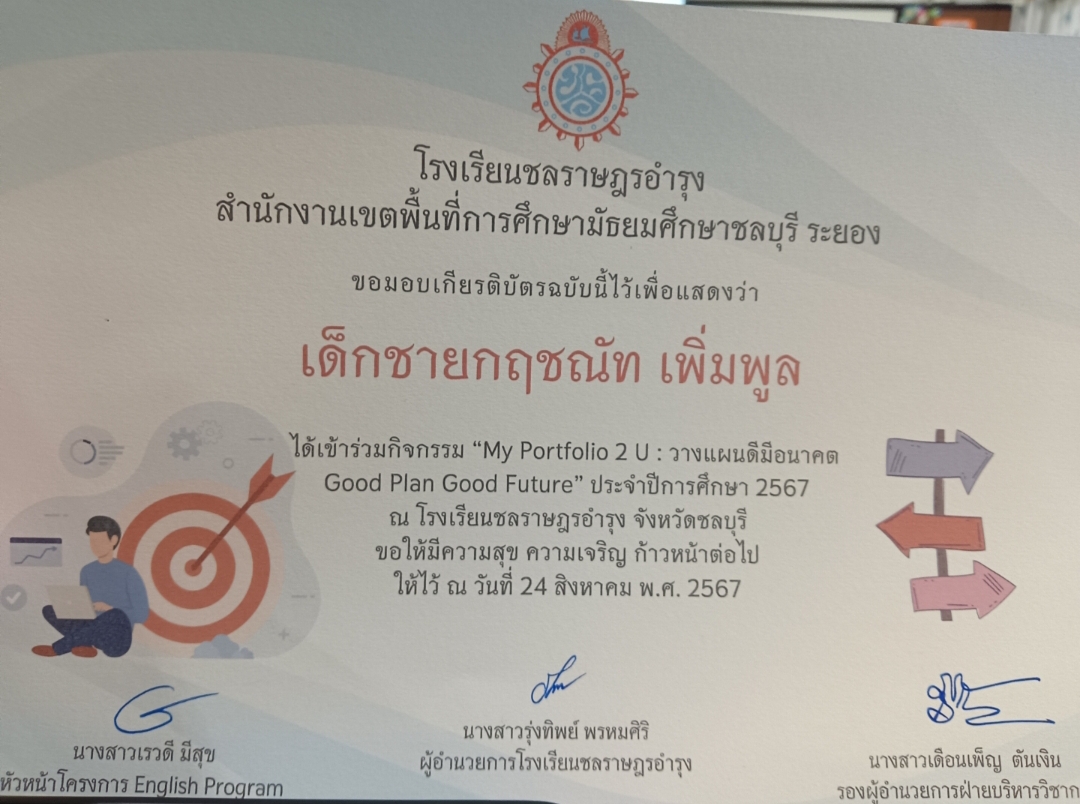 โรงเรียนชลราษฎรอำรุง
สำนักงานเขตพื้นที่การศึกษามัธยมศึกษาชลบุรี ระยอง
ขอมอบเกียรติบัตรฉบับนี้ไว้เพื่อแสดงว่า
เด็กชายกฤชณัท เพิ่มพูล
ได้เข้าร่วมกิจกรรม “My Portfolio 2 U : วางแผนดีมีอนาคต
Good Plan Good Future” ประจำปีการศึกษา 2567
ณ โรงเรียนชลราษฎรอำรุง จังหวัดชลบุรี
ขอให้มีความสุข ความเจริญ ก้าวหน้าต่อไป
ให้ไว้ ณ วันที่ 24 สิงหาคม พ.ศ. 2567
นางสาวเรวดี มีสุข
หัวหน้าโครงการ English Program
นางสาวรุ่งทิพย์ พรหมศิริ
ผู้อำนวยการโรงเรียนชลราษฎรอำรุง
นางสาวเดือนเพ็ญ ตันเงิน
รองผู้อำนวยการฝ่ายบริหารวิชาก